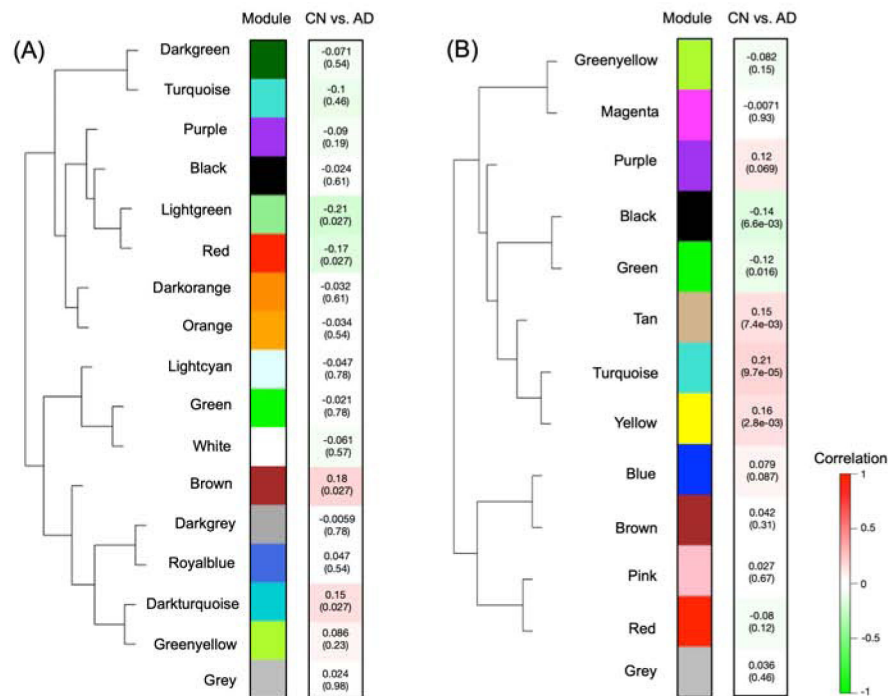 (A)
Module CN vs. AD
Darkgreen -0.071
(0.54)
Turquoise -0.1
(0.46)
Purple -0.09
(0.19)
Black -0.024
(0.61)
Lightgreen -0.21
(0.027)
Red -0.17
(0.027)
Darkorange -0.032
(0.61)
Orange -0.034
(0.54)
Lightcyan -0.047
(0.78)
Green -0.021
(0.78)
White -0.061
(0.57)
Brown 0.18
(0.027)
Darkgrey -0.0059
(0.78)
Royalblue 0.047
(0.54)
Darkturquoise 0.15
(0.027)
Greenyellow 0.086
(0.23)
Grey 0.024
(0.98)
(B)
Module CN vs. AD
Greenyellow -0.082
(0.15)
Magenta -0.0071
(0.93)
Purple 0.12
(0.069)
Black -0.14
(6.6e-03)
Green -0.12
(0.016)
Tan 0.15
(7.4e-03)
Turquoise 0.21
(9.7e-05)
Yellow 0.16
(2.8e-03)
Blue 0.079
(0.087)
Brown 0.042
(0.31)
Pink 0.027
(0.67)
Red -0.08
(0.12)
Grey 0.036
(0.46)
Correlation
1
0.5
0
-0.5
-1